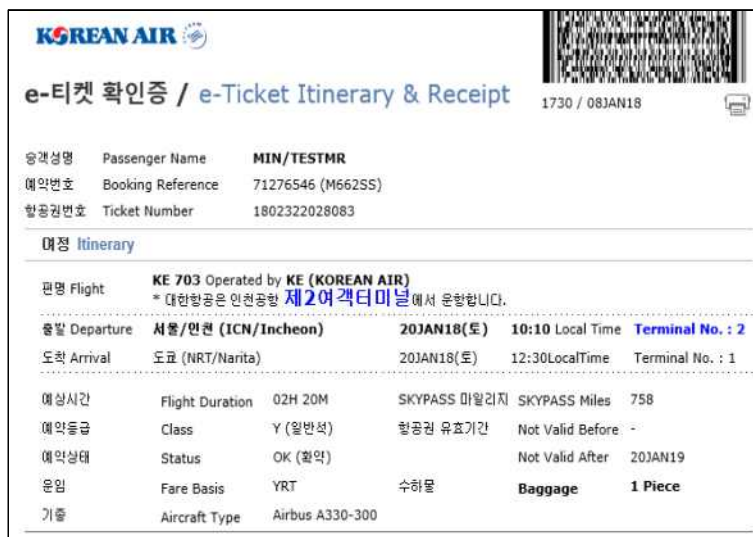 KOREAN AIR
e-티켓 확인증 / e-Ticket Itinerary & Receipt
1730 / 08JAN18
승객성명 Passenger Name MIN/TESTMR
예약번호 Booking Reference 71276546 (M662SS)
항공권번호 Ticket Number 1802322028083
여정 Itinerary
편명 Flight KE 703 Operated by KE (KOREAN AIR)
* 대한항공은 인천공항 제2여객터미널에서 운항합니다.
출발 Departure 서울/인천 (ICN/Incheon) 20JAN18(토) 10:10 Local Time Terminal No. : 2
도착 Arrival 도쿄 (NRT/Narita) 20JAN18(토) 12:30LocalTime Terminal No. : 1
예상시간 Flight Duration 02H 20M SKYPASS 마일리지 SKYPASS Miles 758
예약등급 Class Y (일반석) 항공권 유효기간 Not Valid Before -
예약상태 Status OK (확약) Not Valid After 20JAN19
운임 Fare Basis YRT 수하물 Baggage 1 Piece
기종 Aircraft Type Airbus A330-300